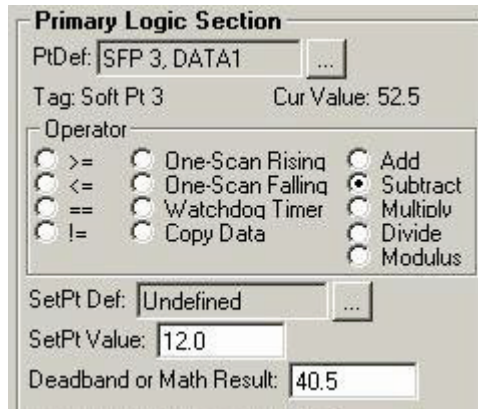 Primary Logic Section
PtDef: SFP 3, DATA1 ...
Tag: Soft Pt 3 Cur Value: 52.5
Operator
>= One-Scan Rising Add
<= One-Scan Falling Subtract
== Watchdog Timer Multiply
!= Copy Data Divide
Modulus
SetPt Def: Undefined ...
SetPt Value: 12.0
Deadband or Math Result: 40.5